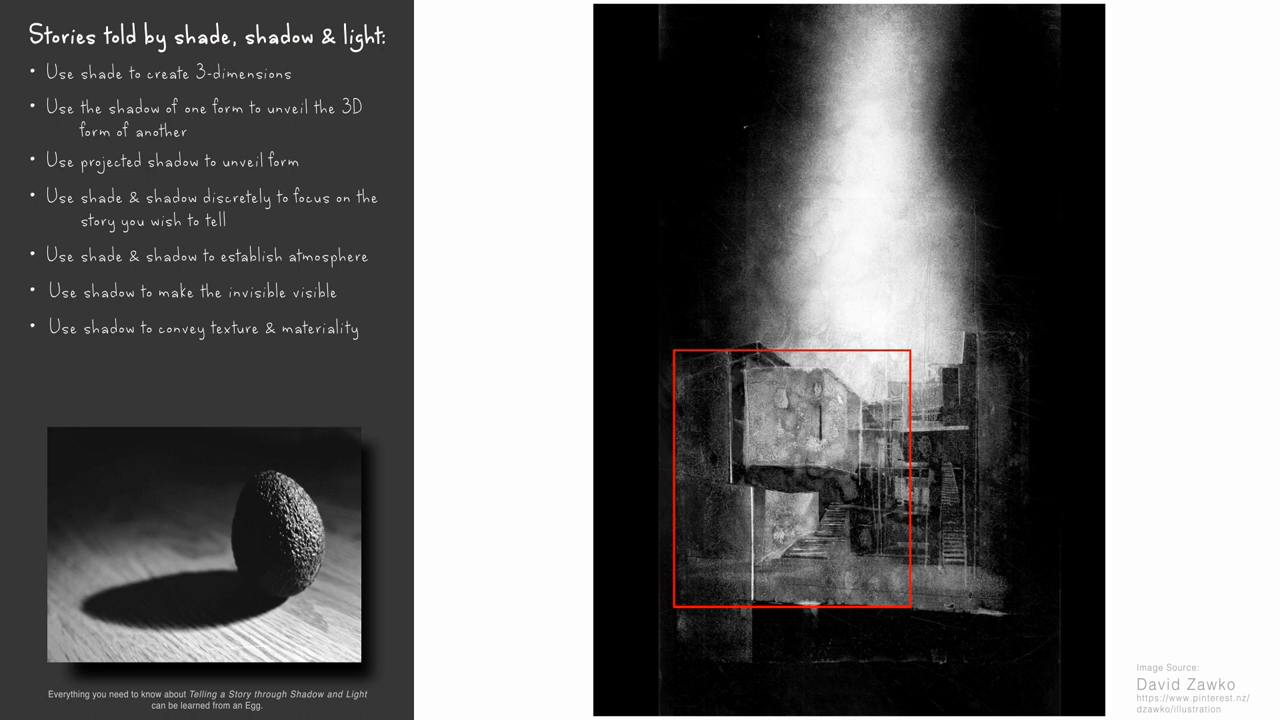 Stories told by shade, shadow & light:
• Use shade to create 3-dimensions
• Use the shadow of one form to unveil the 3D
form of another
• Use projected shadow to unveil form
• Use shade & shadow discretely to focus on the
story you wish to tell
• Use shade & shadow to establish atmosphere
• Use shadow to make the invisible visible
• Use shadow to convey texture & materiality
Everything you need to know about Telling a Story through Shadow and Light
can be learned from an Egg.
Image Source:
David Zawko
https://www.pinterest.nz/
dzawko/illustration